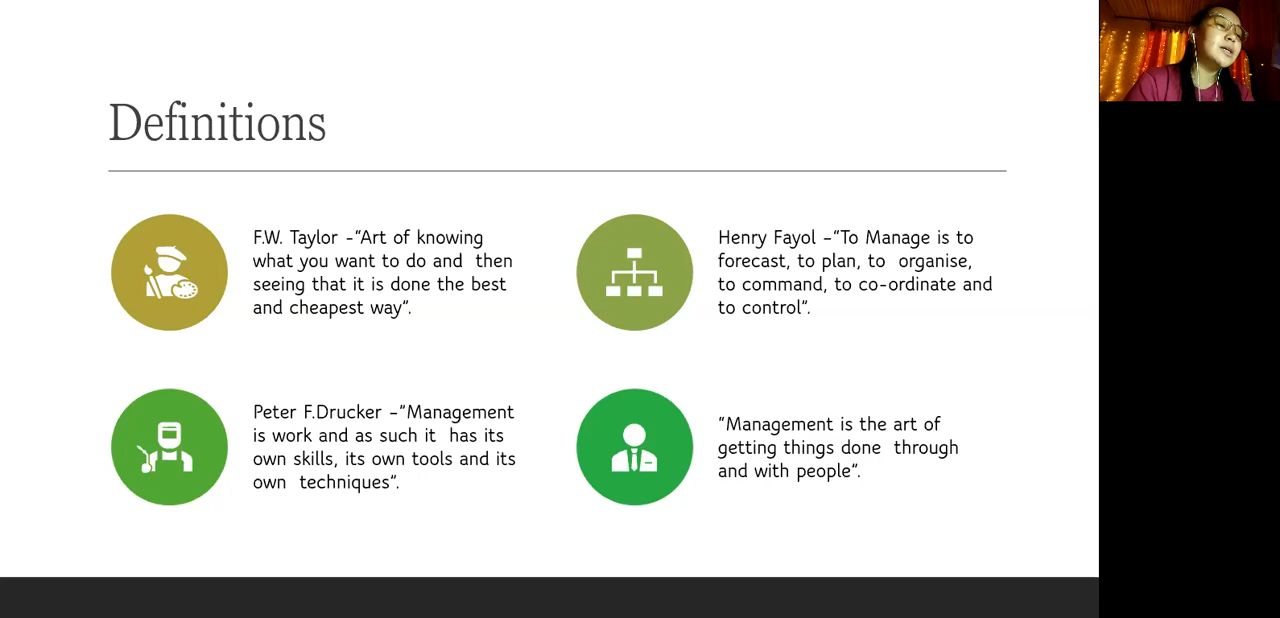 Definitions
F.W. Taylor -"Art of knowing
what you want to do and then
seeing that it is done the best
and cheapest way".
Henry Fayol -"To Manage is to
forecast, to plan, to organise,
to command, to co-ordinate and
to control".
Peter F.Drucker -"Management
is work and as such it has its
own skills, its own tools and its
own techniques".
"Management is the art of
getting things done through
and with people".